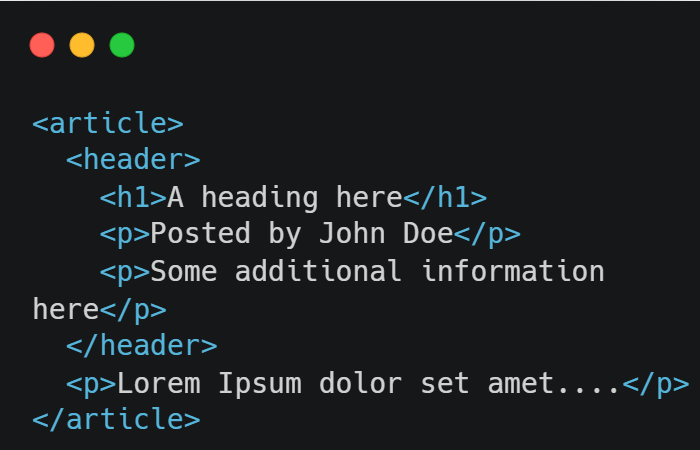 <article>
<header>
<h1>A heading here</h1>
<p>Posted by John Doe</p>
<p>Some additional information
here</p>
</header>
<p>Lorem Ipsum dolor set amet....</p>
</article>